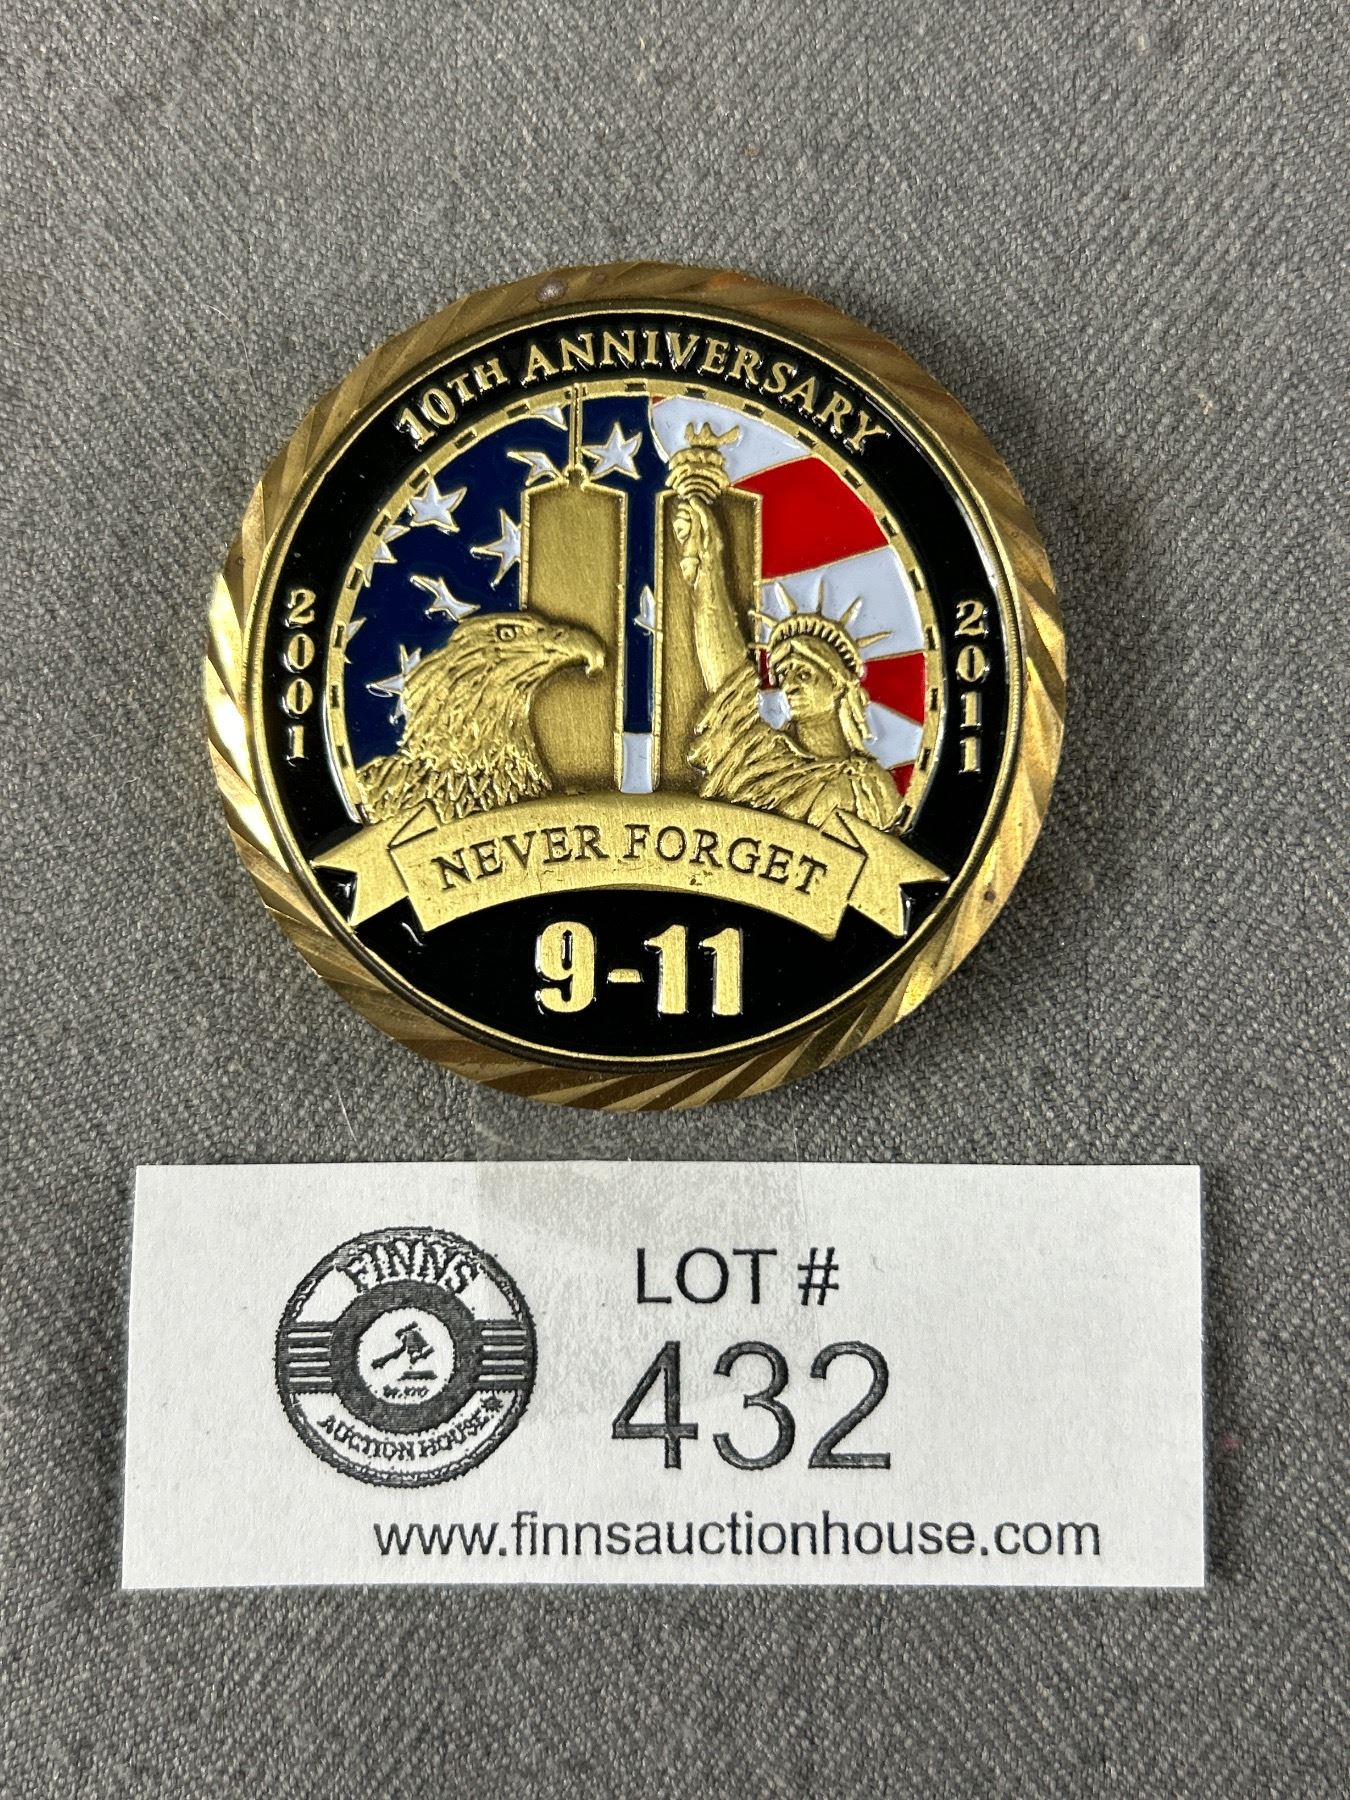 10TH ANNIVERSARY
2001
2011
NEVER FORGET
9-11
FINNS
AUCTION HOUSE
LOT #
432
www.finnsauctionhouse.com